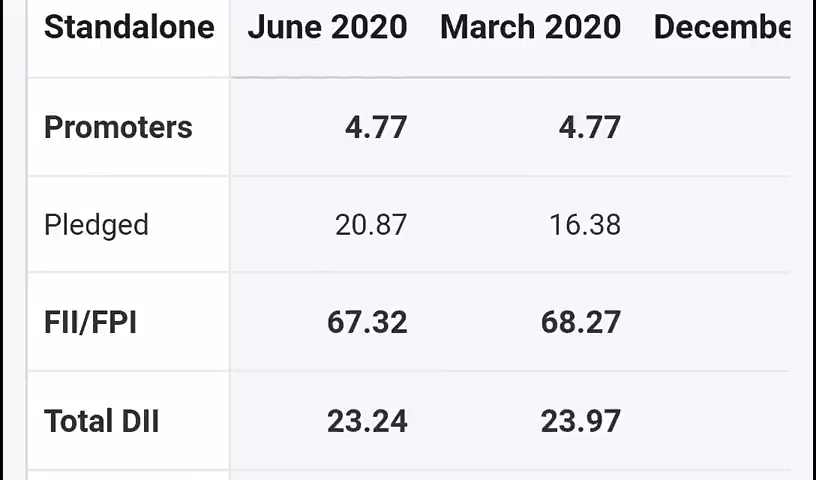 Standalone June 2020 March 2020 Decembe
Promoters 4.77 4.77
Pledged 20.87 16.38
FII/FPI 67.32 68.27
Total DII 23.24 23.97